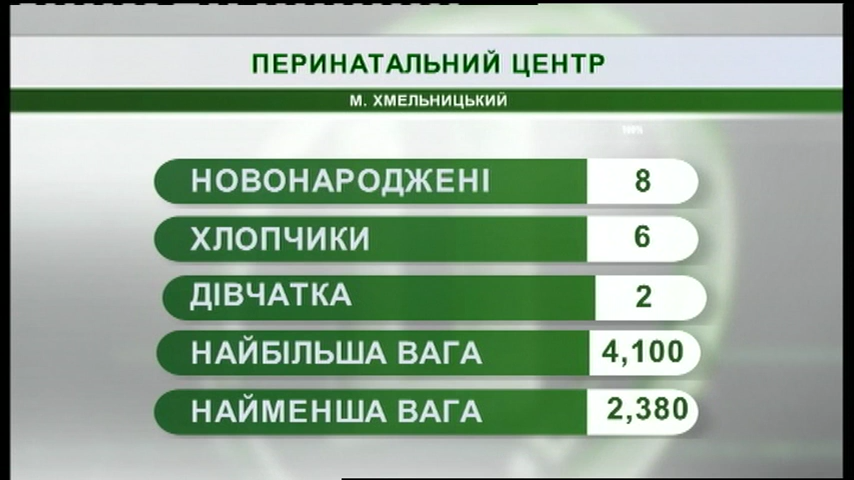 ПЕРИНАТАЛЬНИЙ ЦЕНТР
М. ХМЕЛЬНИЦЬКИЙ
НОВОНАРОДЖЕНІ 8
ХЛОПЧИКИ 6
ДІВЧАТКА 2
НАЙБІЛЬША ВАГА 4,100
НАЙМЕНША ВАГА 2,380